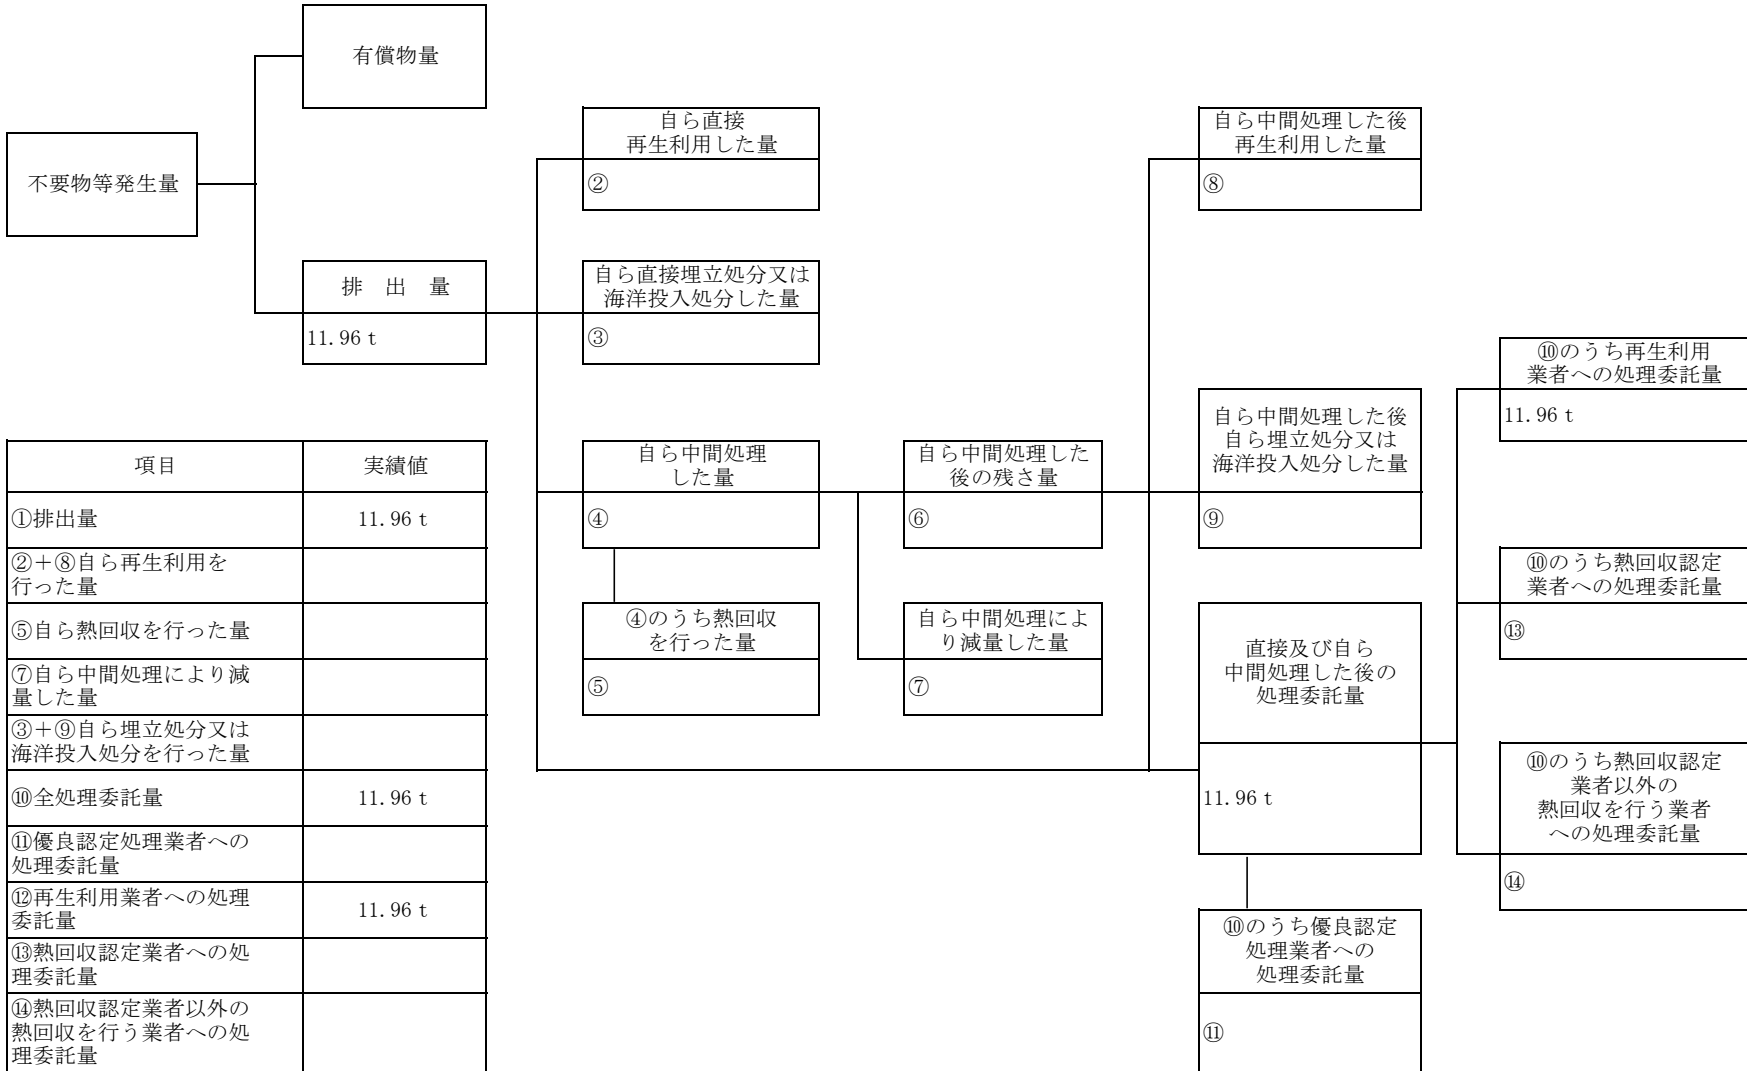 有償物量
不要物等発生量
排 出 量
11.96 t
自ら直接
再生利用した量
②
自ら直接埋立処分又は
海洋投入処分した量
③
自ら中間処理
した量
④
④のうち熱回収
を行った量
⑤
自ら中間処理した
後の残さ量
⑥
自ら中間処理によ
り減量した量
⑦
自ら中間処理した後
再生利用した量
⑧
自ら中間処理した後
自ら埋立処分又は
海洋投入処分した量
⑨
直接及び自ら
中間処理した後の
処理委託量
11.96 t
⑩のうち優良認定
処理業者への
処理委託量
⑪
⑩のうち再生利用
業者への処理委託量
11.96 t
⑩のうち熱回収認定
業者への処理委託量
⑬
⑩のうち熱回収認定
業者以外の
熱回収を行う業者
への処理委託量
⑭
項目 実績値
①排出量 11.96 t
②＋⑧自ら再生利用を
行った量
⑤自ら熱回収を行った量
⑦自ら中間処理により減
量した量
③＋⑨自ら埋立処分又は
海洋投入処分を行った量
⑩全処理委託量 11.96 t
⑪優良認定処理業者への
処理委託量
⑫再生利用業者への処理
委託量 11.96 t
⑬熱回収認定業者への処
理委託量
⑭熱回収認定業者以外の
熱回収を行う業者への処
理委託量